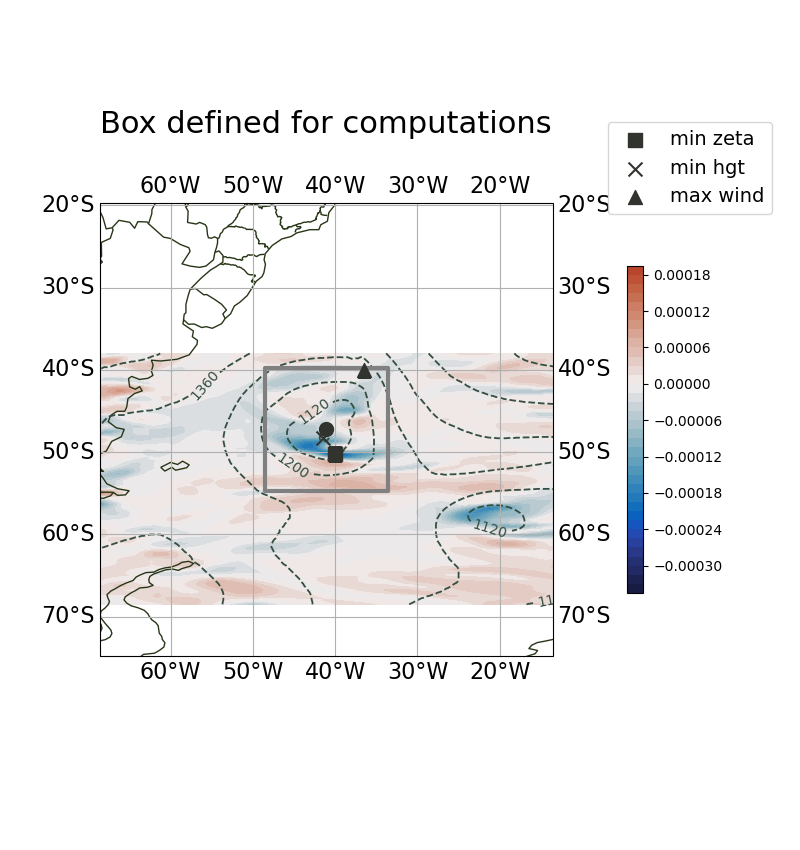 Box defined for computations
min zeta
min hgt
max wind
60°W 50°W 40°W 30°W 20°W
20°S 20°S
30°S 30°S
40°S 40°S
50°S 50°S
60°S 60°S
70°S 70°S
60°W 50°W 40°W 30°W 20°W
1360
1120
1200
1120
11
0.00018
0.00012
0.00006
0.00000
−0.00006
−0.00012
−0.00018
−0.00024
−0.00030